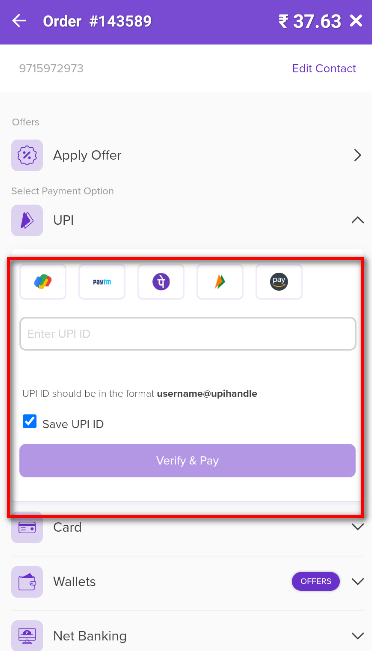 Order #143589
₹ 37.63
9715972973
Edit Contact
Offers
Apply Offer
Select Payment Option
UPI
paytm
pay
Enter UPI ID
UPI ID should be in the format username@upihandle
Save UPI ID
Verify & Pay
Card
Wallets
OFFERS
Net Banking